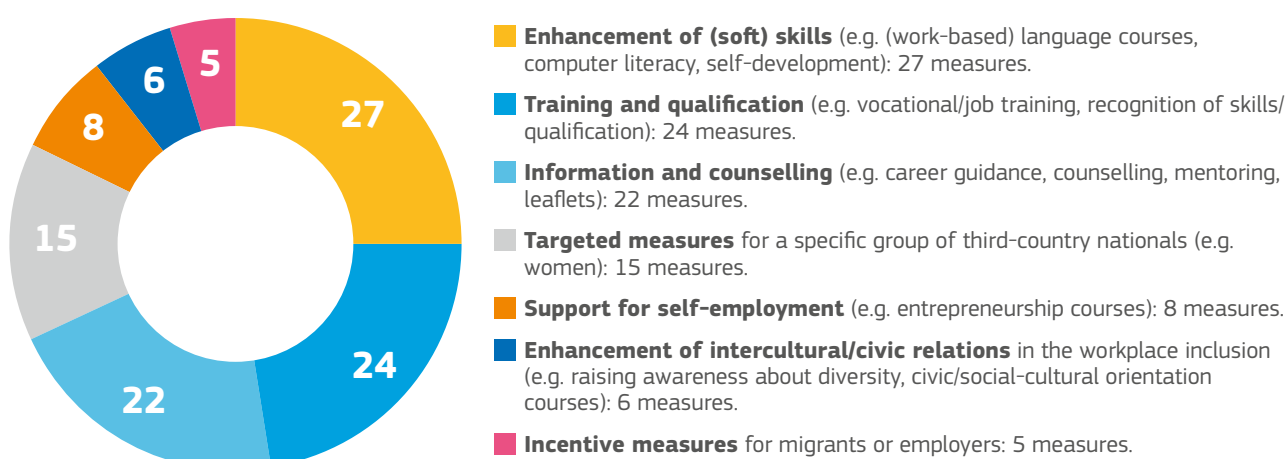 27
24
22
15
8
6
5
Enhancement of (soft) skills (e.g. (work-based) language courses,
computer literacy, self-development): 27 measures.
Training and qualification (e.g. vocational/job training, recognition of skills/
qualification): 24 measures.
Information and counselling (e.g. career guidance, counselling, mentoring,
leaflets): 22 measures.
Targeted measures for a specific group of third-country nationals (e.g.
women): 15 measures.
Support for self-employment (e.g. entrepreneurship courses): 8 measures.
Enhancement of intercultural/civic relations in the workplace inclusion
(e.g. raising awareness about diversity, civic/social-cultural orientation
courses): 6 measures.
Incentive measures for migrants or employers: 5 measures.